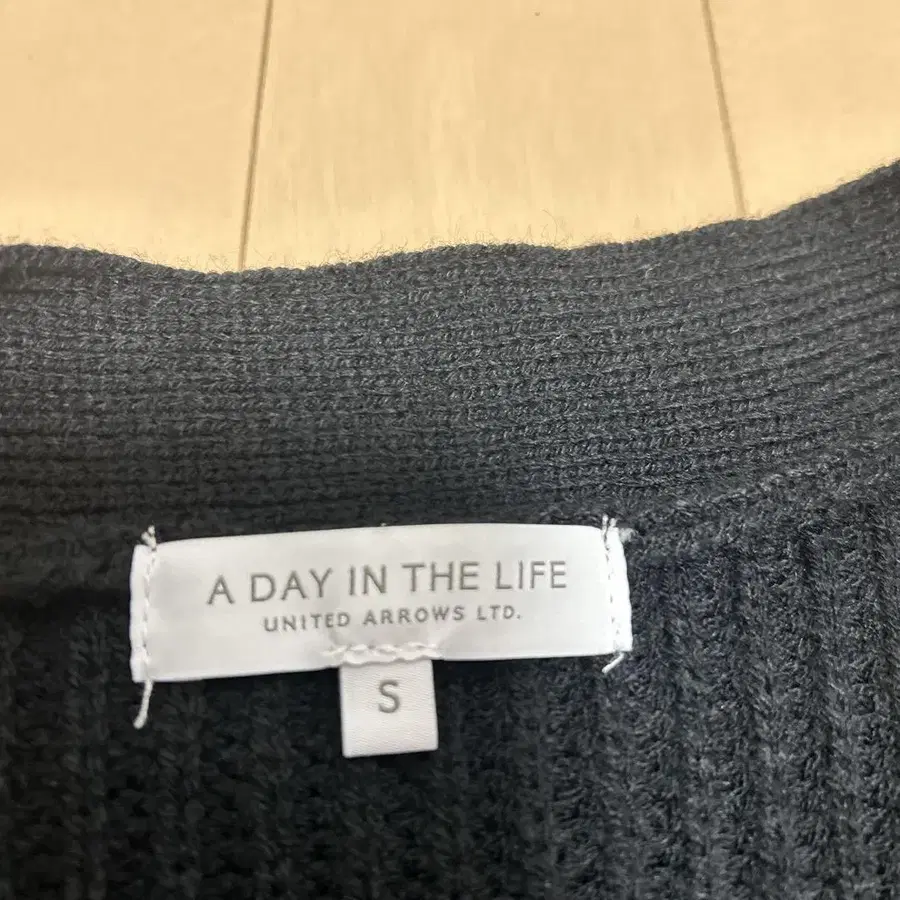 A DAY IN THE LIFE
UNITED ARROWS LTD.
S